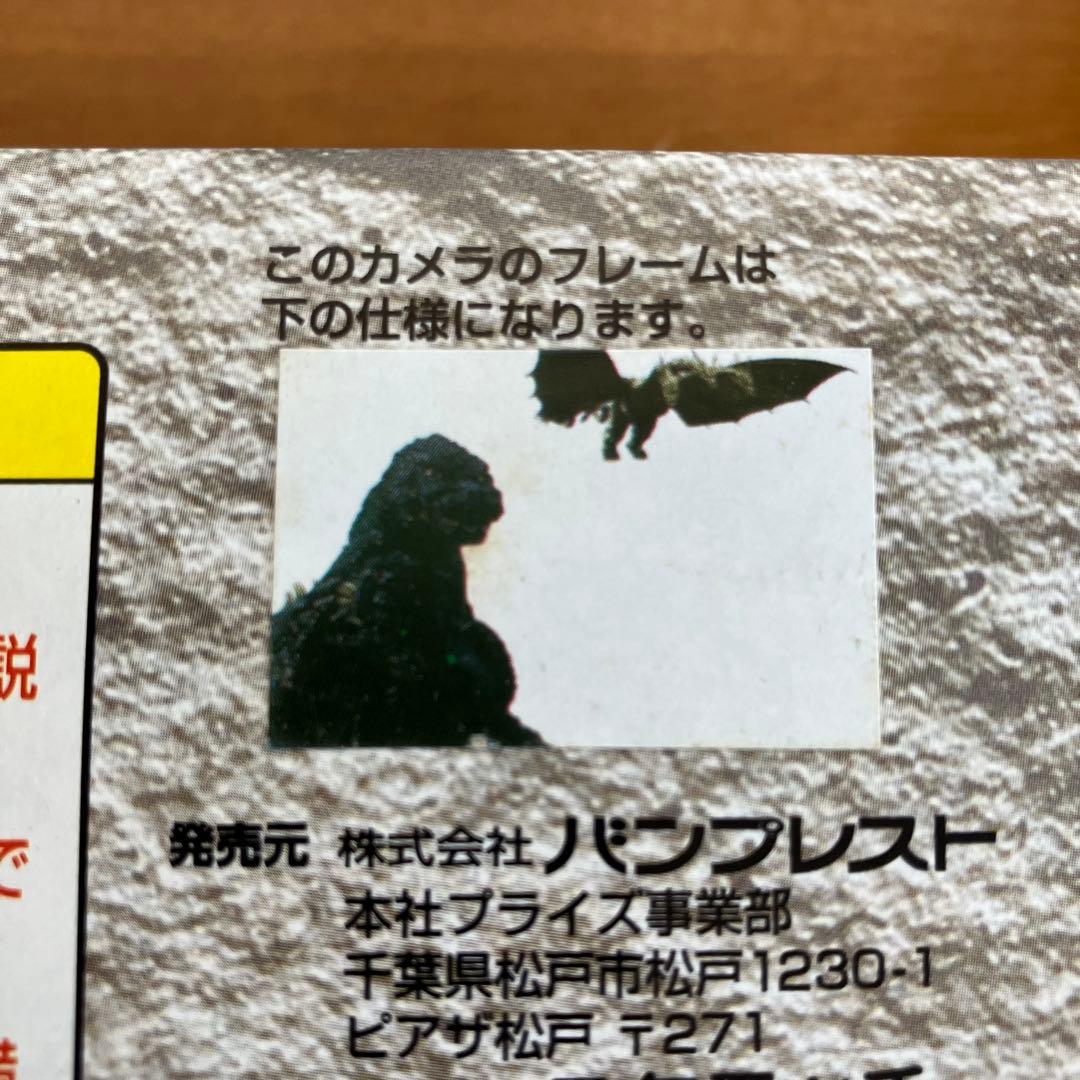 このカメラのフレームは
下の仕様になります。
説
で
発売元 株式会社 バンプレスト
本社プライズ事業部
千葉県松戸市松戸1230-1
ピアザ松戸 〒271